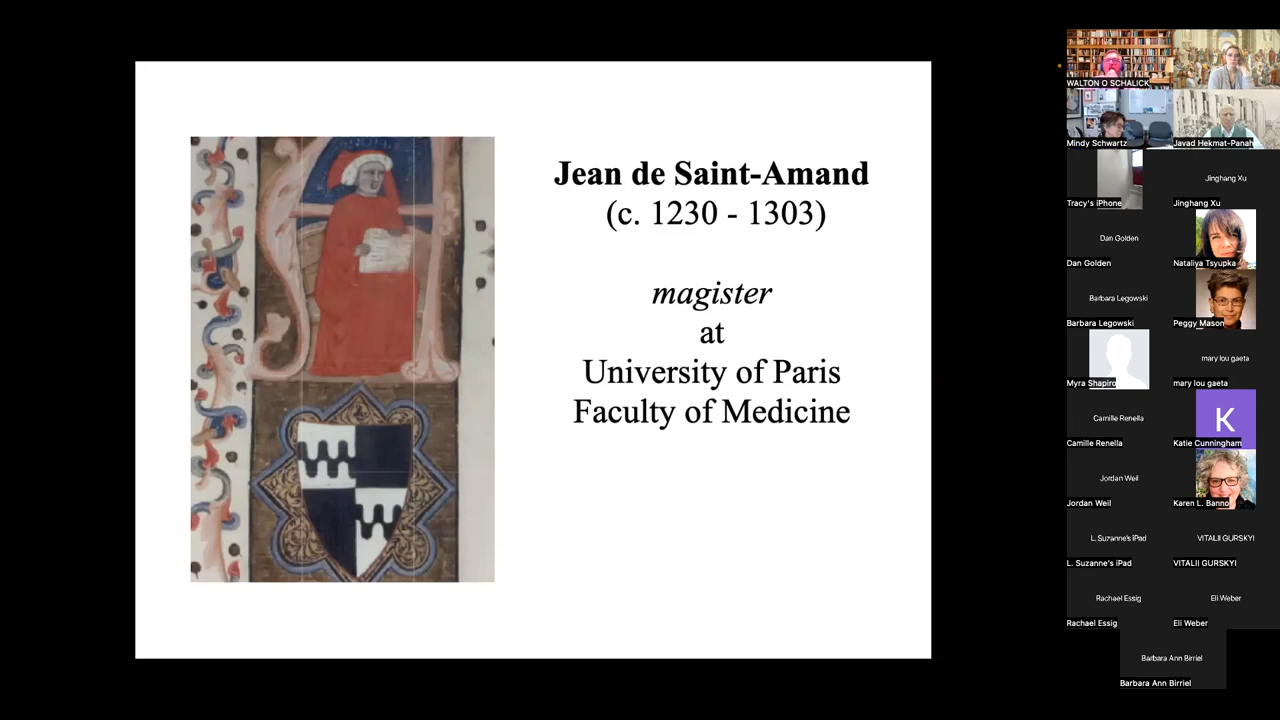 Jean de Saint-Amand
(c. 1230 - 1303)
magister
at
University of Paris
Faculty of Medicine
WALTON O SCHALICK
Mindy Schwartz
Javad Hekmat-Panah
Tracy's iPhone
Jinghang Xu
Jinghang Xu
Dan Golden
Dan Golden
Nataliya Tsyupka
Barbara Legowski
Barbara Legowski
Peggy Mason
Myra Shapiro
mary lou gaeta
mary lou gaeta
Camille Renella
Camille Renella
K
Katie Cunningham
Jordan Weil
Jordan Weil
Karen L. Banno
L. Suzanne's iPad
L. Suzanne's iPad
VITALII GURSKYI
VITALII GURSKYI
Rachael Essig
Rachael Essig
Eli Weber
Eli Weber
Barbara Ann Birriel
Barbara Ann Birriel